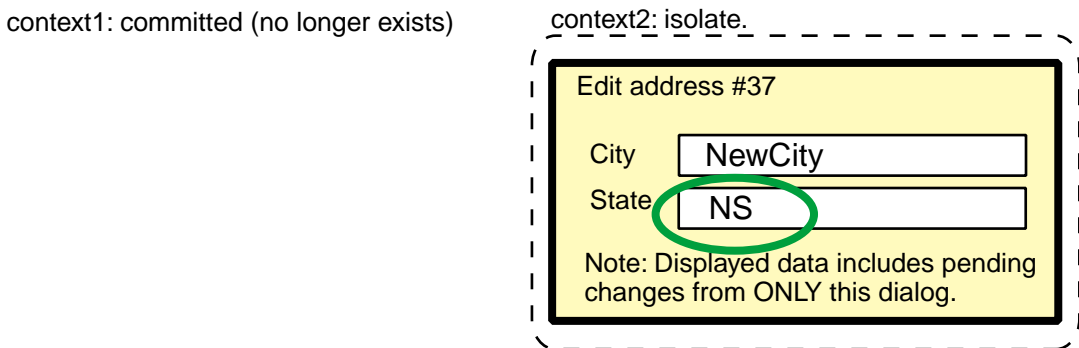 context1: committed (no longer exists)
context2: isolate.
Edit address #37
City NewCity
State NS
Note: Displayed data includes pending
changes from ONLY this dialog.